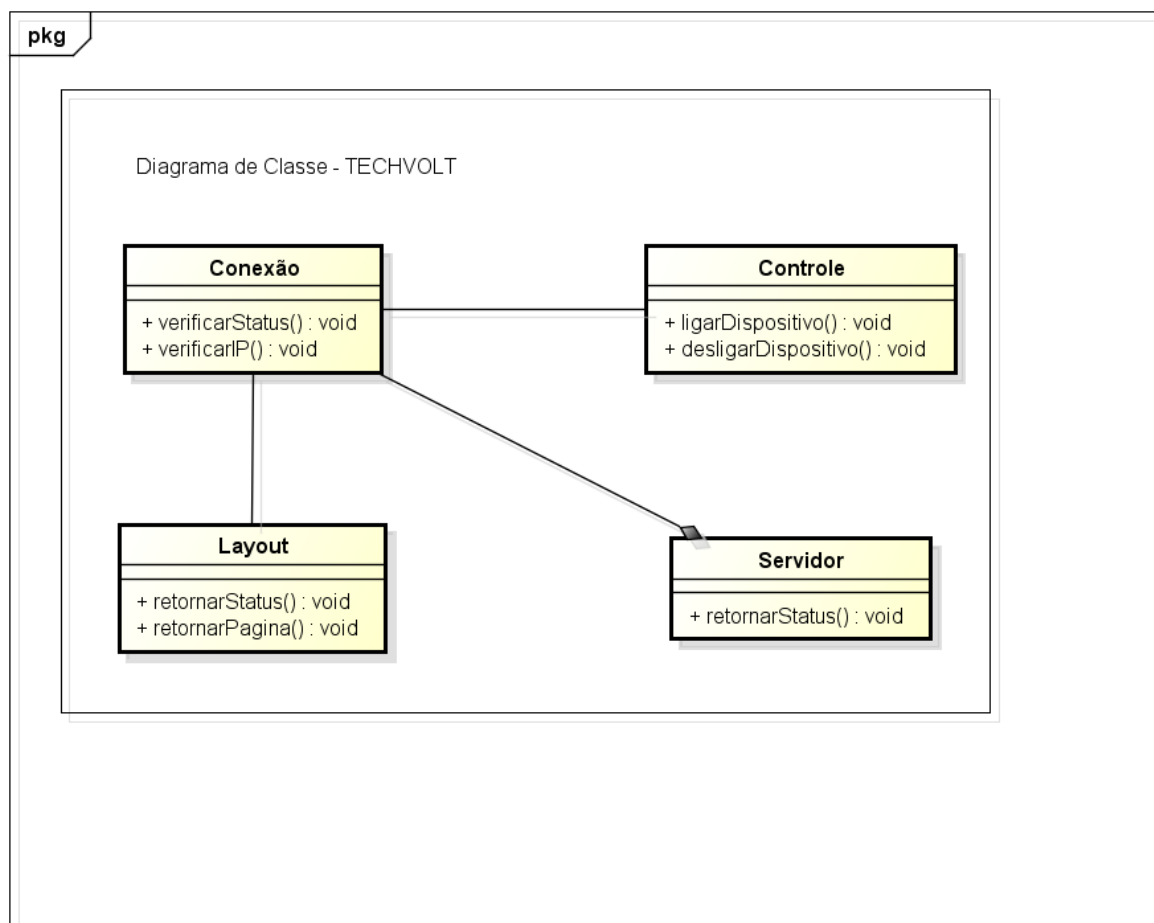 pkg
Diagrama de Classe - TECHVOLT
Conexão
+ verificarStatus() : void
+ verificarIP() : void
Controle
+ ligarDispositivo() : void
+ desligarDispositivo() : void
Layout
+ retornarStatus() : void
+ retornarPagina() : void
Servidor
+ retornarStatus() : void